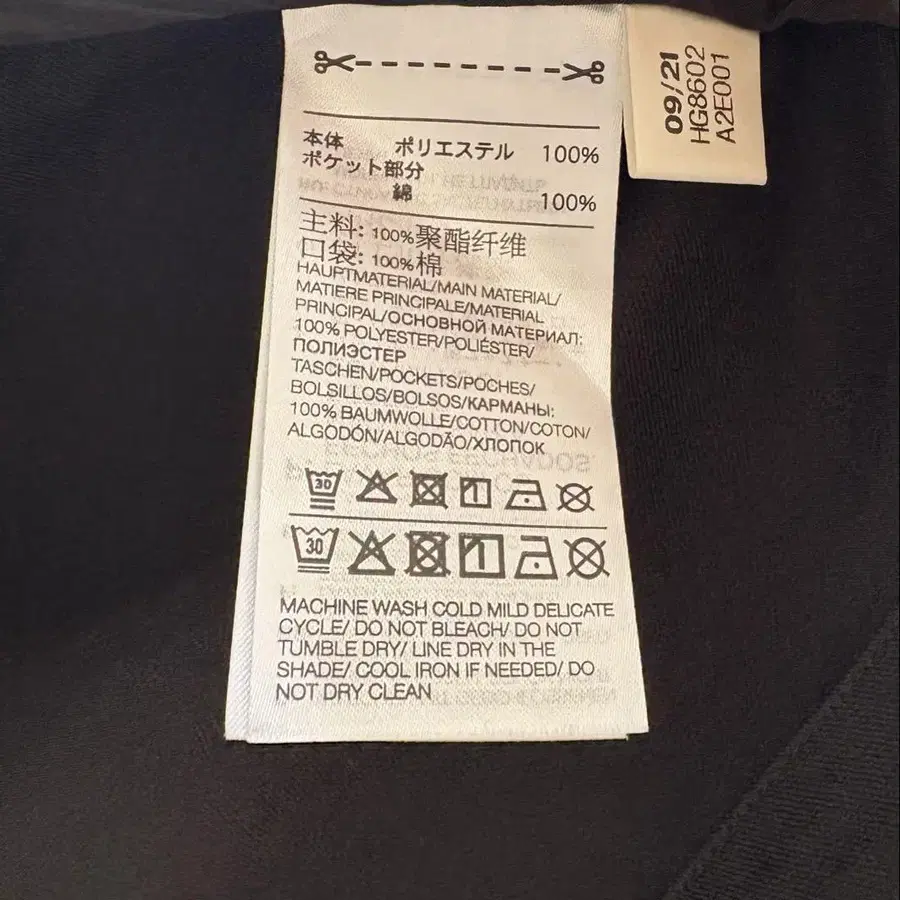 本体 ポリエステル 100%
ポケット部分
綿 100%
主料: 100%聚酯纤维
口袋: 100%棉
HAUPTMATERIAL/MAIN MATERIAL/
MATIERE PRINCIPALE/MATERIAL
PRINCIPAL/ОСНОВНОЙ МАТЕРИАЛ:
100% POLYESTER/POLIÉSTER/
ПОЛИЭСТЕР
TASCHEN/POCKETS/POCHES/
BOLSILLOS/BOLSOS/КАРМАНЫ:
100% BAUMWOLLE/COTTON/COTON/
ALGODÓN/ALGODÃO/ХЛОПОК
30
30
MACHINE WASH COLD MILD DELICATE
CYCLE/ DO NOT BLEACH/ DO NOT
TUMBLE DRY/ LINE DRY IN THE
SHADE/ COOL IRON IF NEEDED/ DO
NOT DRY CLEAN
09/21
HG8602
A2E001